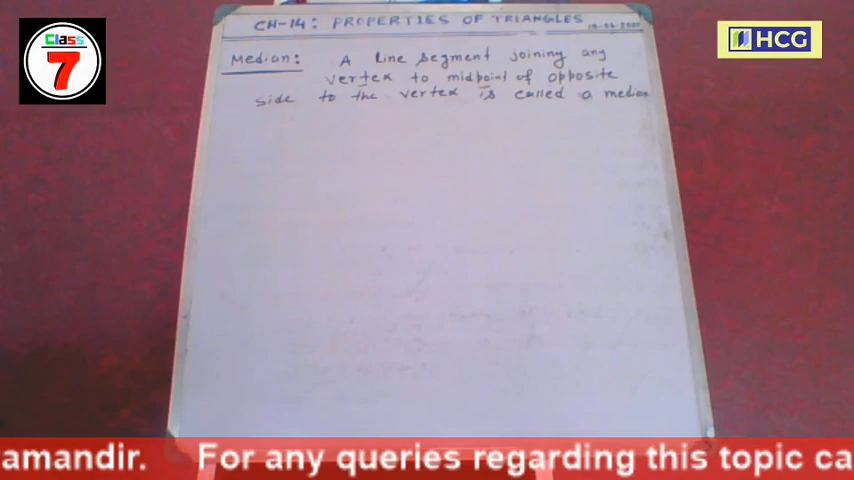 Class
7
HCG
CH-14: PROPERTIES OF TRIANGLES
Median: A line segment joining any
vertex to midpoint of opposite
side to the vertex is called a median
amandir. For any queries regarding this topic ca